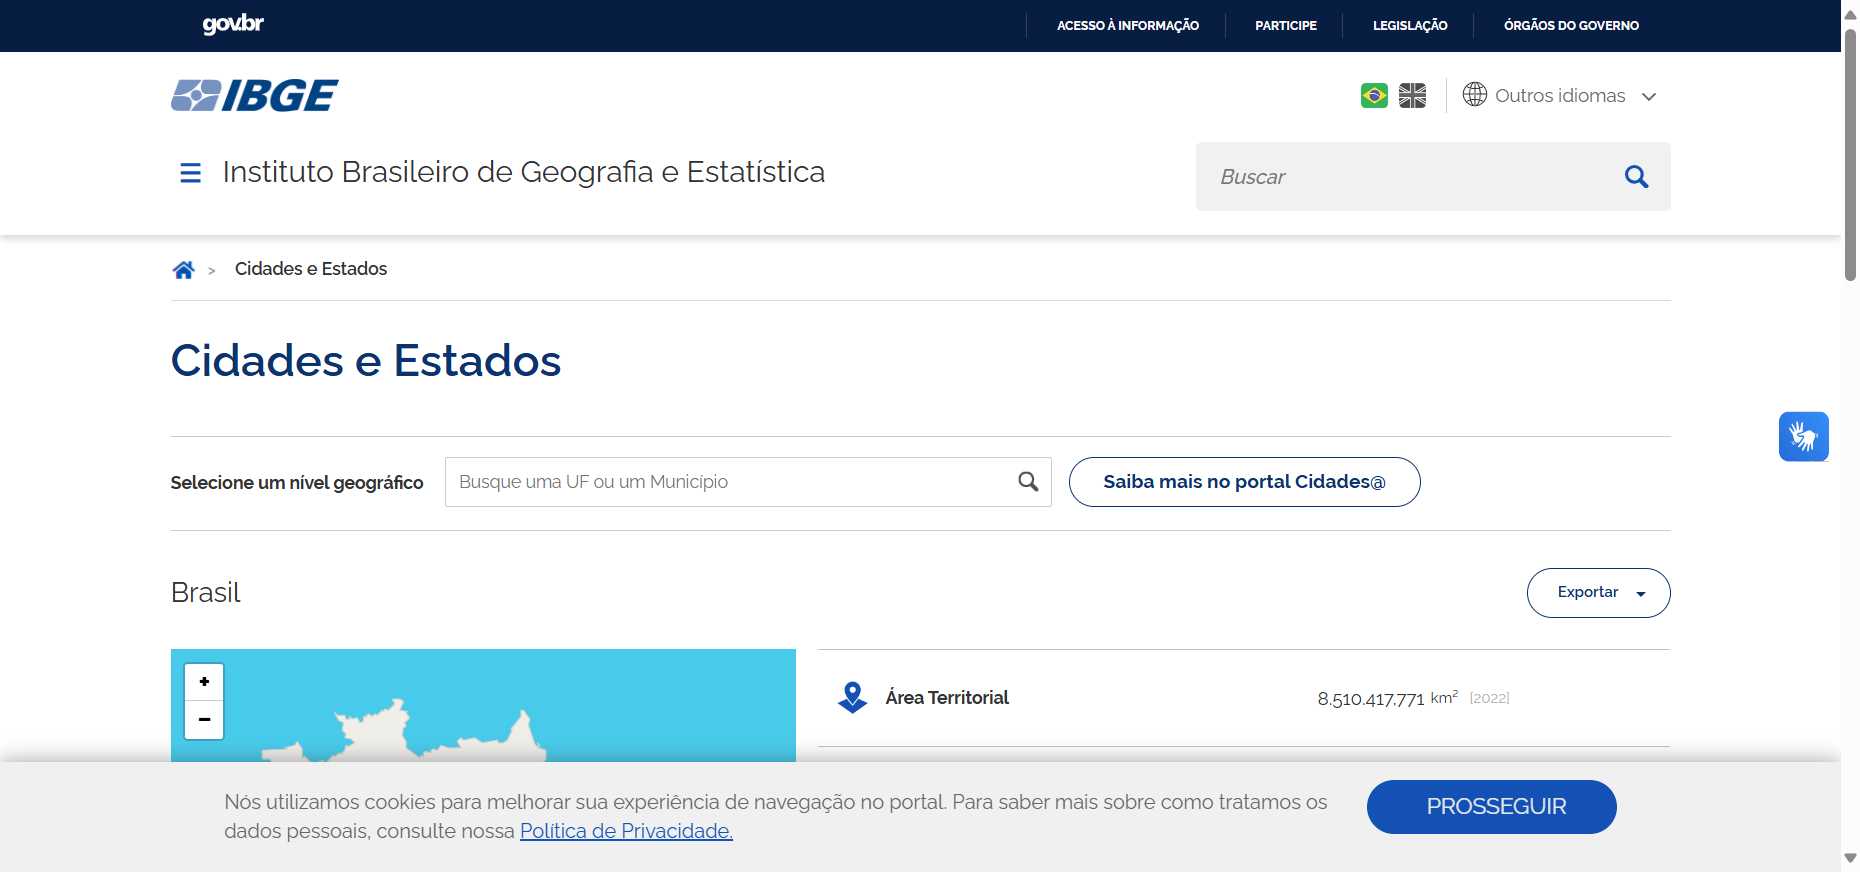 gov.br
ACESSO À INFORMAÇÃO
PARTICIPE
LEGISLAÇÃO
ÓRGÃOS DO GOVERNO
IBGE
Outros idiomas
Instituto Brasileiro de Geografia e Estatística
Buscar
> Cidades e Estados
Cidades e Estados
Selecione um nível geográfico
Busque uma UF ou um Município
Saiba mais no portal Cidades@
Brasil
Exportar
+
−
Área Territorial
8.510.417,771 km² [2022]
Nós utilizamos cookies para melhorar sua experiência de navegação no portal. Para saber mais sobre como tratamos os
dados pessoais, consulte nossa Política de Privacidade.
PROSSEGUIR